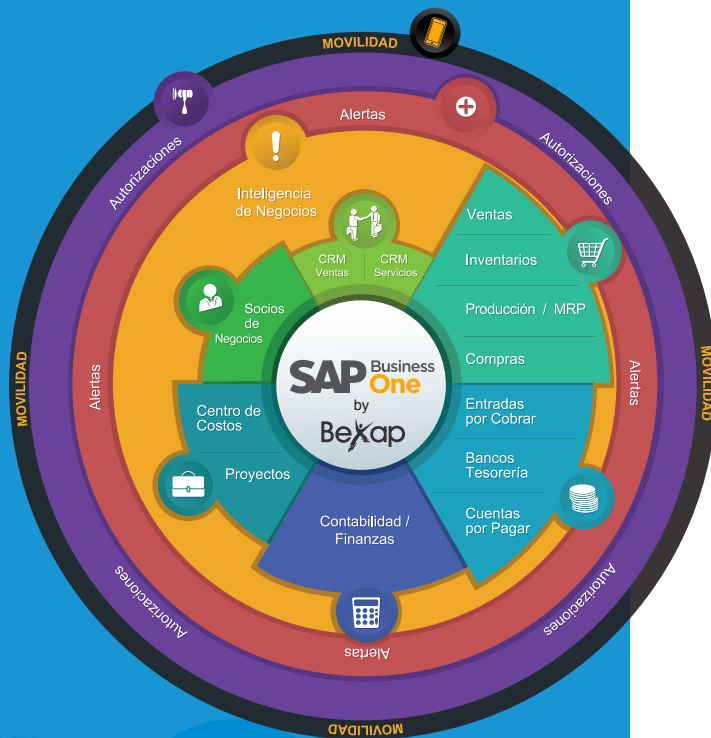 MOVILIDAD
Alertas
Autorizaciones
Autorizaciones
Inteligencia
de Negocios
CRM
Ventas
CRM
Servicios
Ventas
Inventarios
Producción / MRP
Compras
Socios
de
Negocios
SAP Business
One
by
Bexap
MOVILIDAD
Alertas
Alertas
MOVILIDAD
Centro de
Costos
Proyectos
Entradas
por Cobrar
Bancos
Tesorería
Cuentas
por Pagar
Contabilidad /
Finanzas
Autorizaciones
Autorizaciones
Alertas
MOVILIDAD